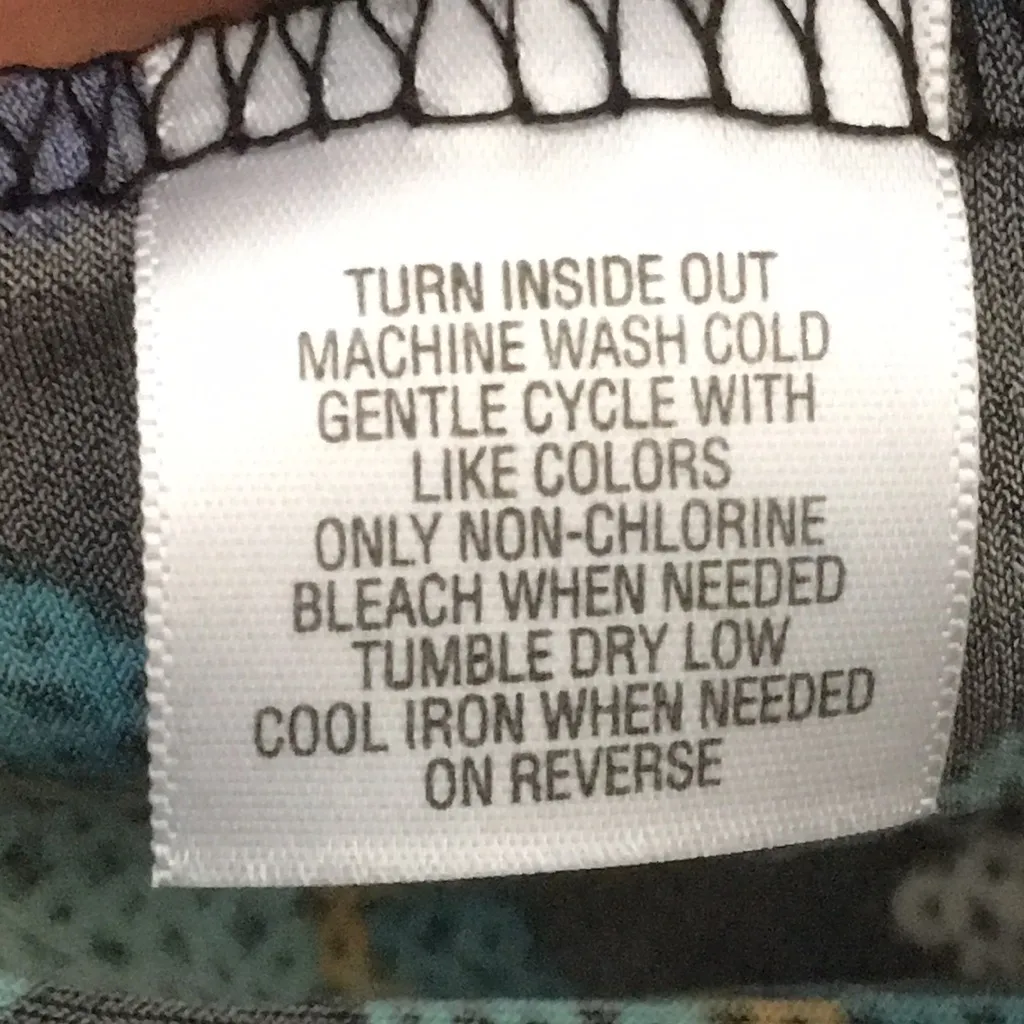 TURN INSIDE OUT
MACHINE WASH COLD
GENTLE CYCLE WITH
LIKE COLORS
ONLY NON-CHLORINE
BLEACH WHEN NEEDED
TUMBLE DRY LOW
COOL IRON WHEN NEEDED
ON REVERSE